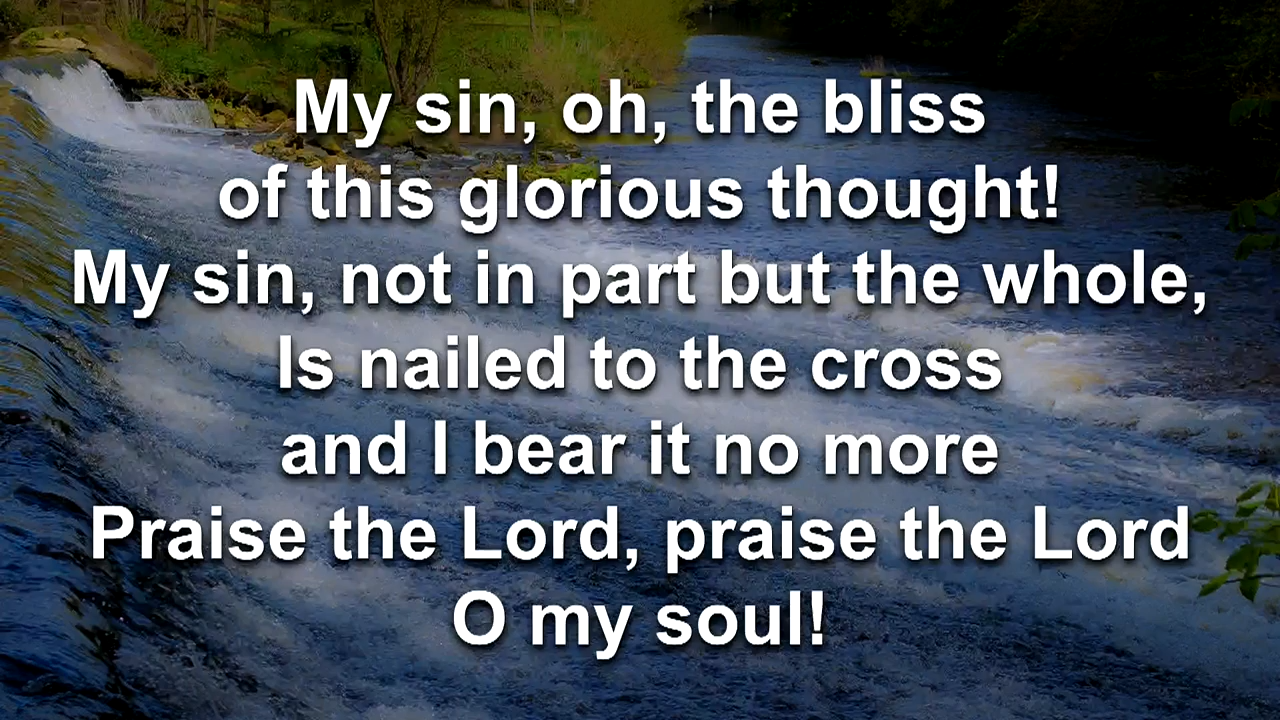 My sin, oh, the bliss
of this glorious thought!
My sin, not in part but the whole,
Is nailed to the cross
and I bear it no more
Praise the Lord, praise the Lord
O my soul!